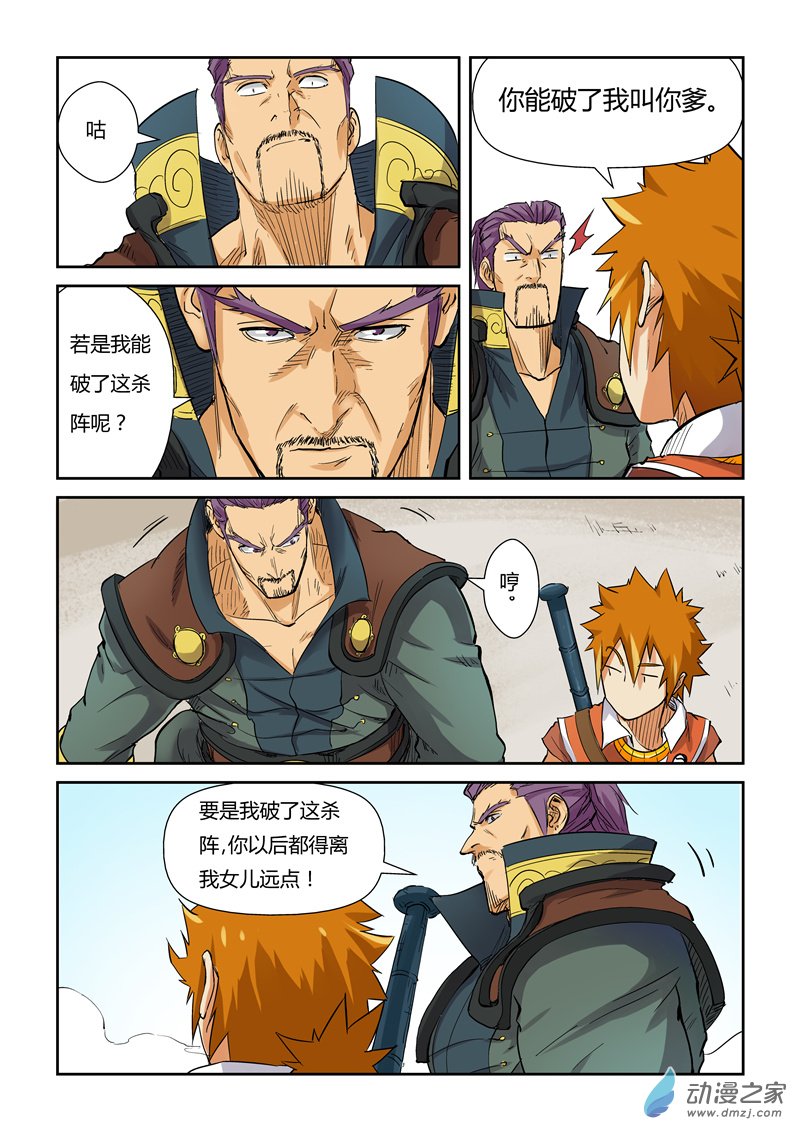 咕
若是我能
破了这杀
阵呢？
你能破了我叫你爹。
哼。
要是我破了这杀
阵,你以后都得离
我女儿远点！
动漫之家
www.dmzj.com